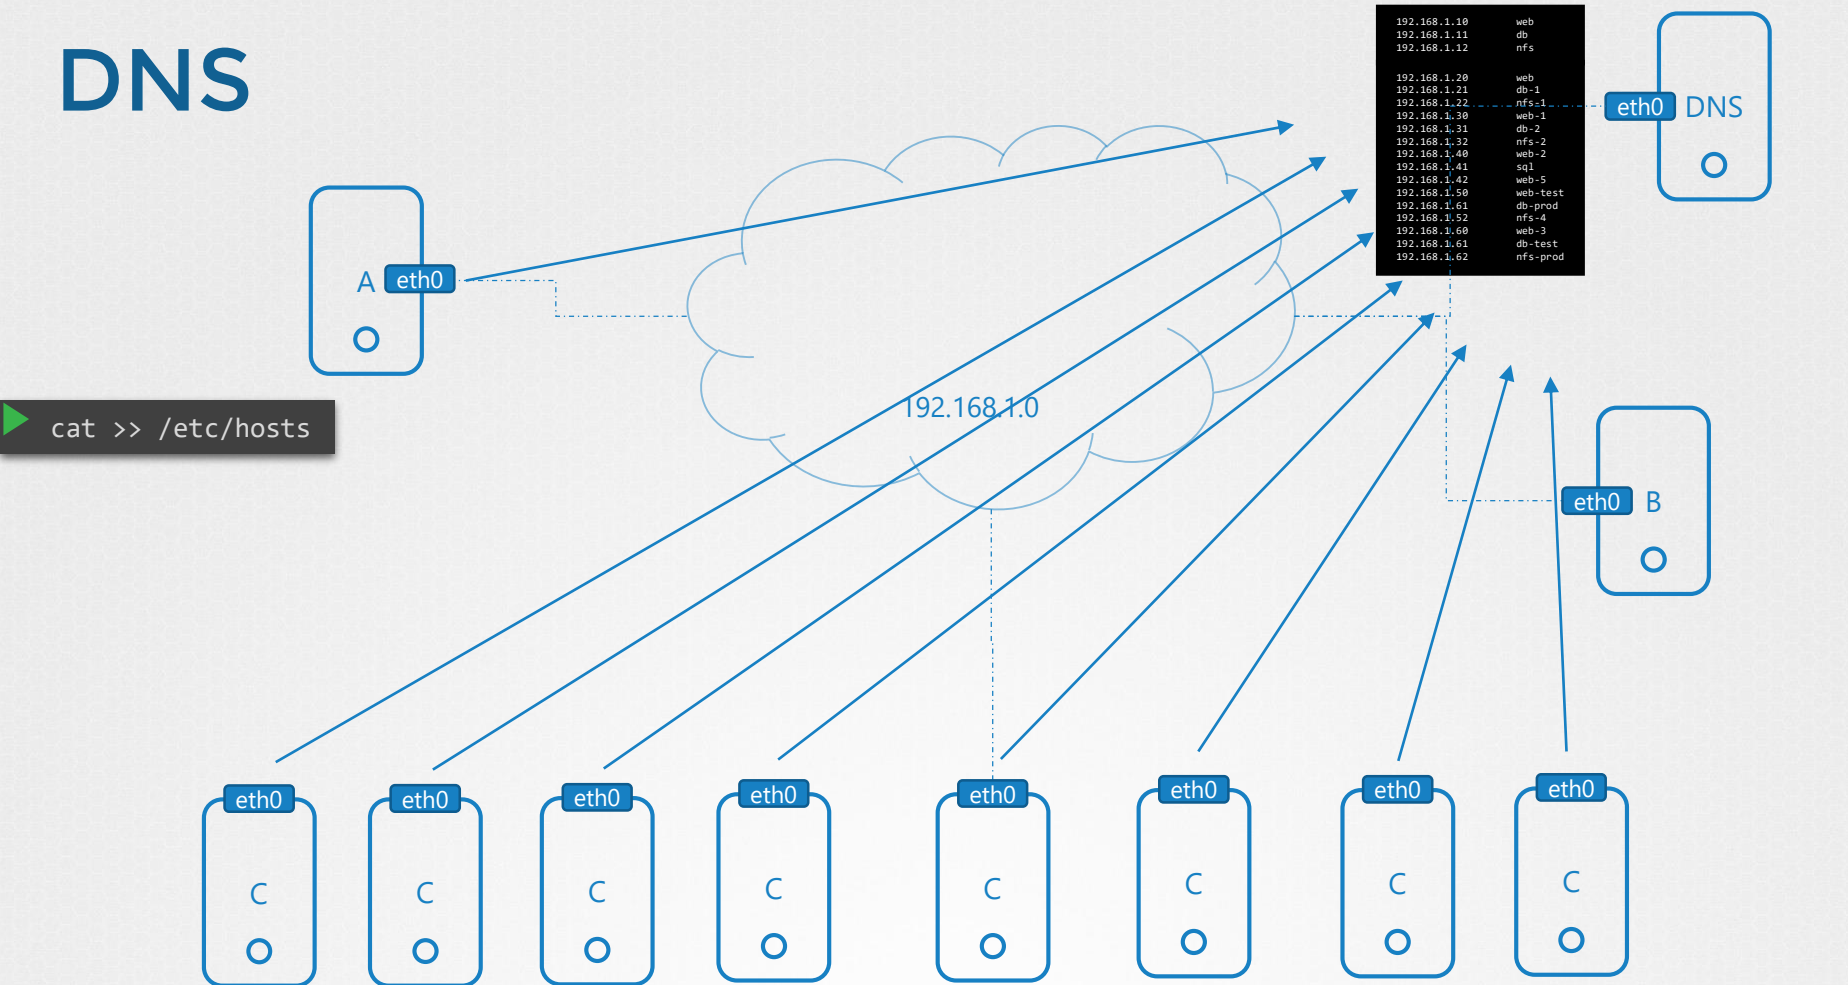 DNS
192.168.1.10 web
192.168.1.11 db
192.168.1.12 nfs
192.168.1.20 web
192.168.1.21 db-1
192.168.1.22 nfs-1
192.168.1.30 web-1
192.168.1.31 db-2
192.168.1.32 nfs-2
192.168.1.40 web-2
192.168.1.41 sql
192.168.1.42 web-5
192.168.1.50 web-test
192.168.1.61 db-prod
192.168.1.52 nfs-4
192.168.1.60 web-3
192.168.1.61 db-test
192.168.1.62 nfs-prod
eth0 DNS
A eth0
192.168.1.0
cat >> /etc/hosts
eth0 B
eth0 eth0 eth0 eth0 eth0 eth0 eth0 eth0
C C C C C C C C